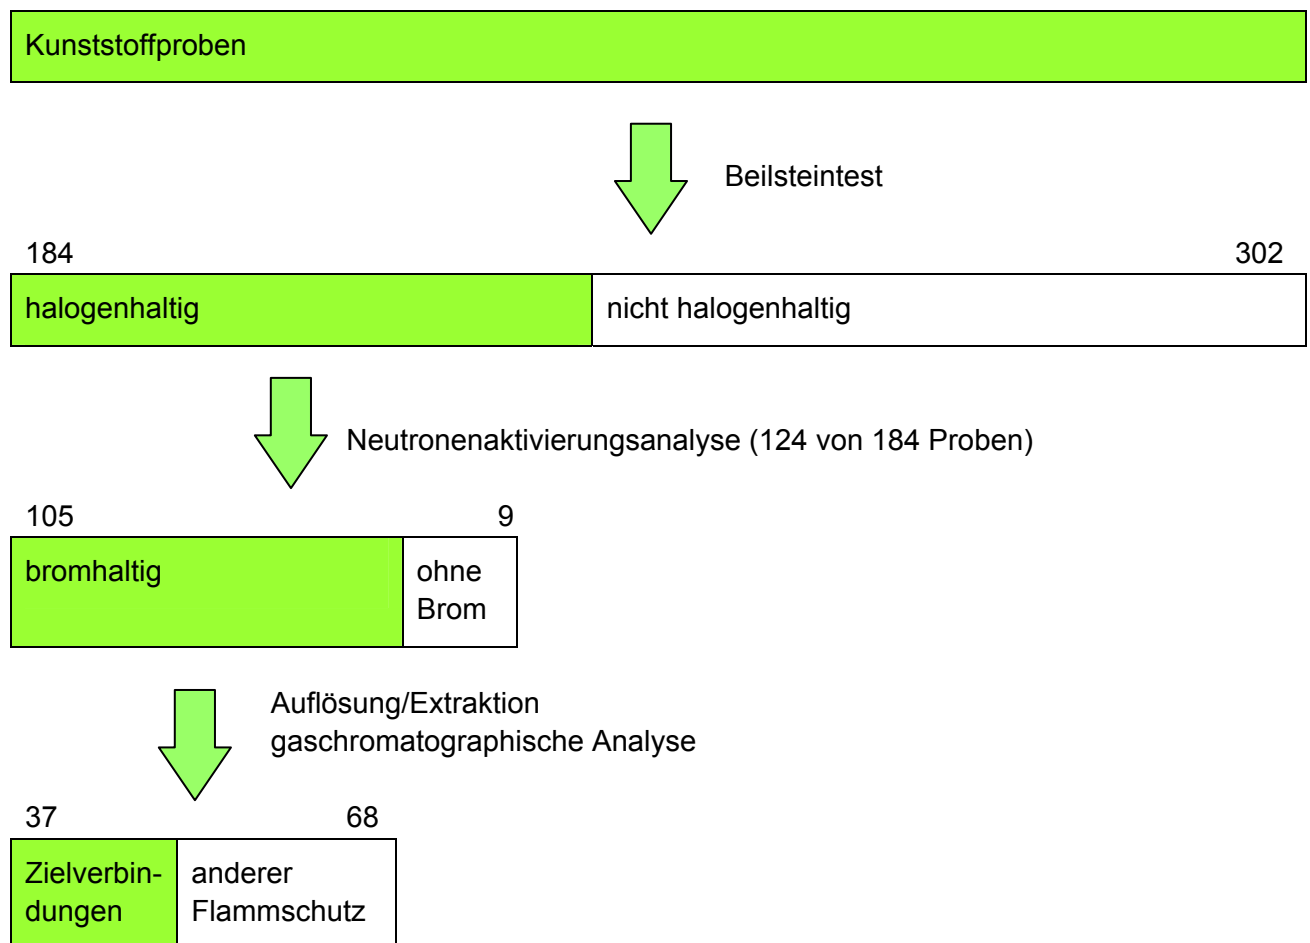 Kunststoffproben
Beilsteintest
184 302
halogenhaltig nicht halogenhaltig
Neutronenaktivierungsanalyse (124 von 184 Proben)
105 9
bromhaltig ohne
Brom
Auflösung/Extraktion
gaschromatographische Analyse
37 68
Zielverbin- anderer
dungen Flammschutz